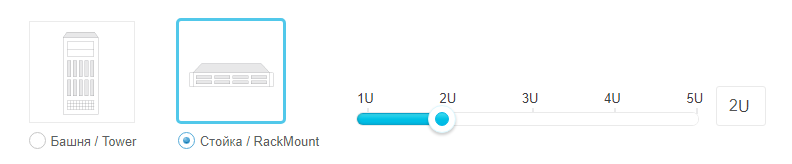 1U 2U 3U 4U 5U
2U
Башня / Tower
Стойка / RackMount